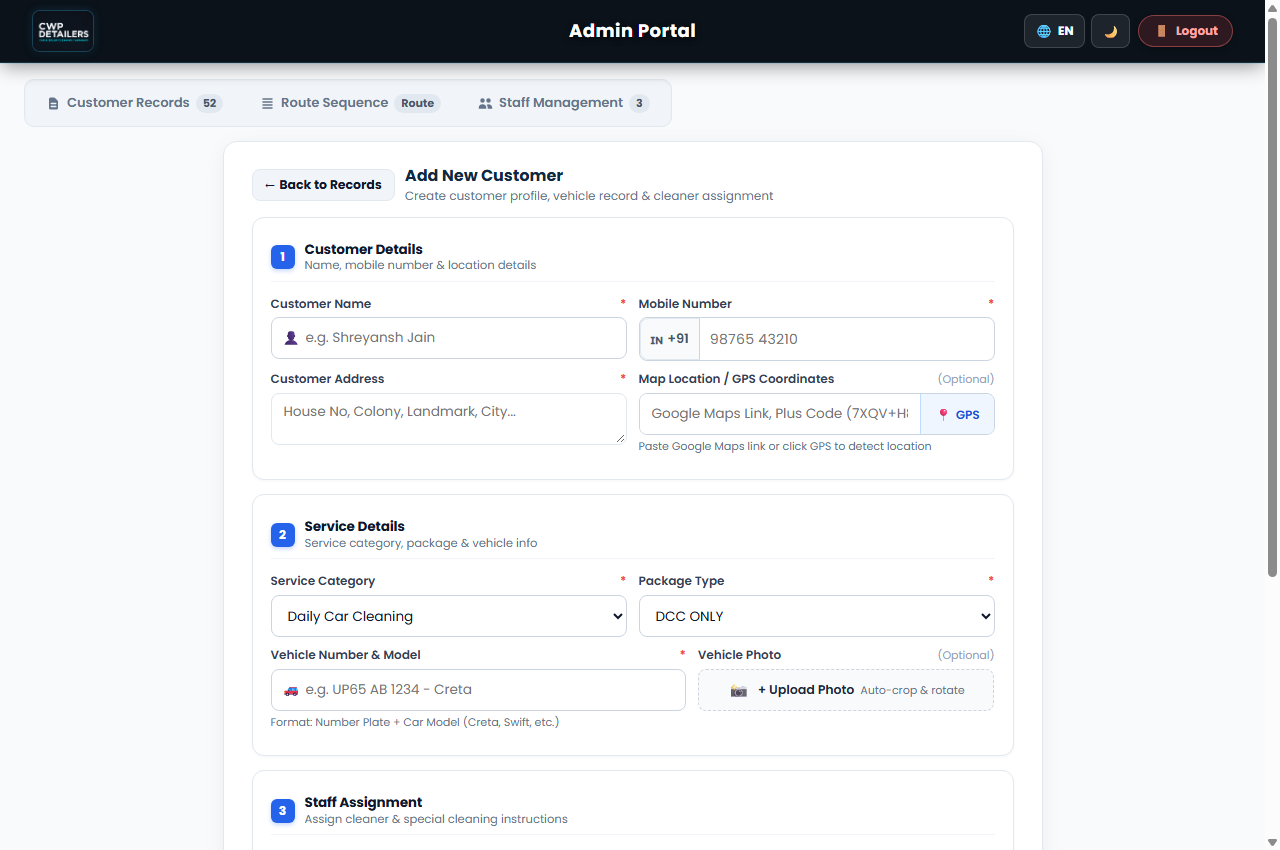 CWP
DETAILERS
Admin Portal
EN
Logout
Customer Records 52
Route Sequence Route
Staff Management 3
← Back to Records
Add New Customer
Create customer profile, vehicle record & cleaner assignment
1
Customer Details
Name, mobile number & location details
Customer Name *
Mobile Number *
e.g. Shreyansh Jain
IN +91 98765 43210
Customer Address *
Map Location / GPS Coordinates (Optional)
House No, Colony, Landmark, City...
Google Maps Link, Plus Code (7XQV+H
GPS
Paste Google Maps link or click GPS to detect location
2
Service Details
Service category, package & vehicle info
Service Category *
Package Type *
Daily Car Cleaning
DCC ONLY
Vehicle Number & Model *
Vehicle Photo (Optional)
e.g. UP65 AB 1234 - Creta
+ Upload Photo Auto-crop & rotate
Format: Number Plate + Car Model (Creta, Swift, etc.)
3
Staff Assignment
Assign cleaner & special cleaning instructions